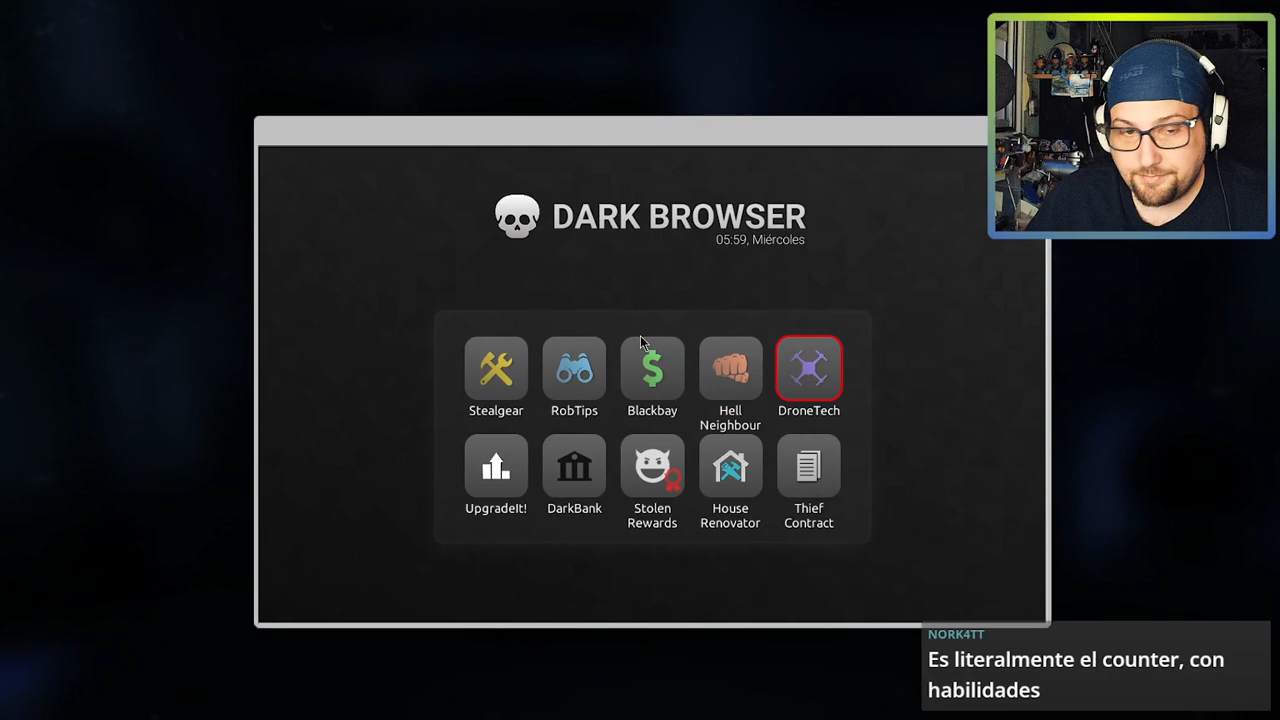 DARK BROWSER
05:59, Miércoles
Stealgear
RobTips
Blackbay
Hell
Neighbour
DroneTech
UpgradeIt!
DarkBank
Stolen
Rewards
House
Renovator
Thief
Contract
NORK4TT
Es literalmente el counter, con
habilidades